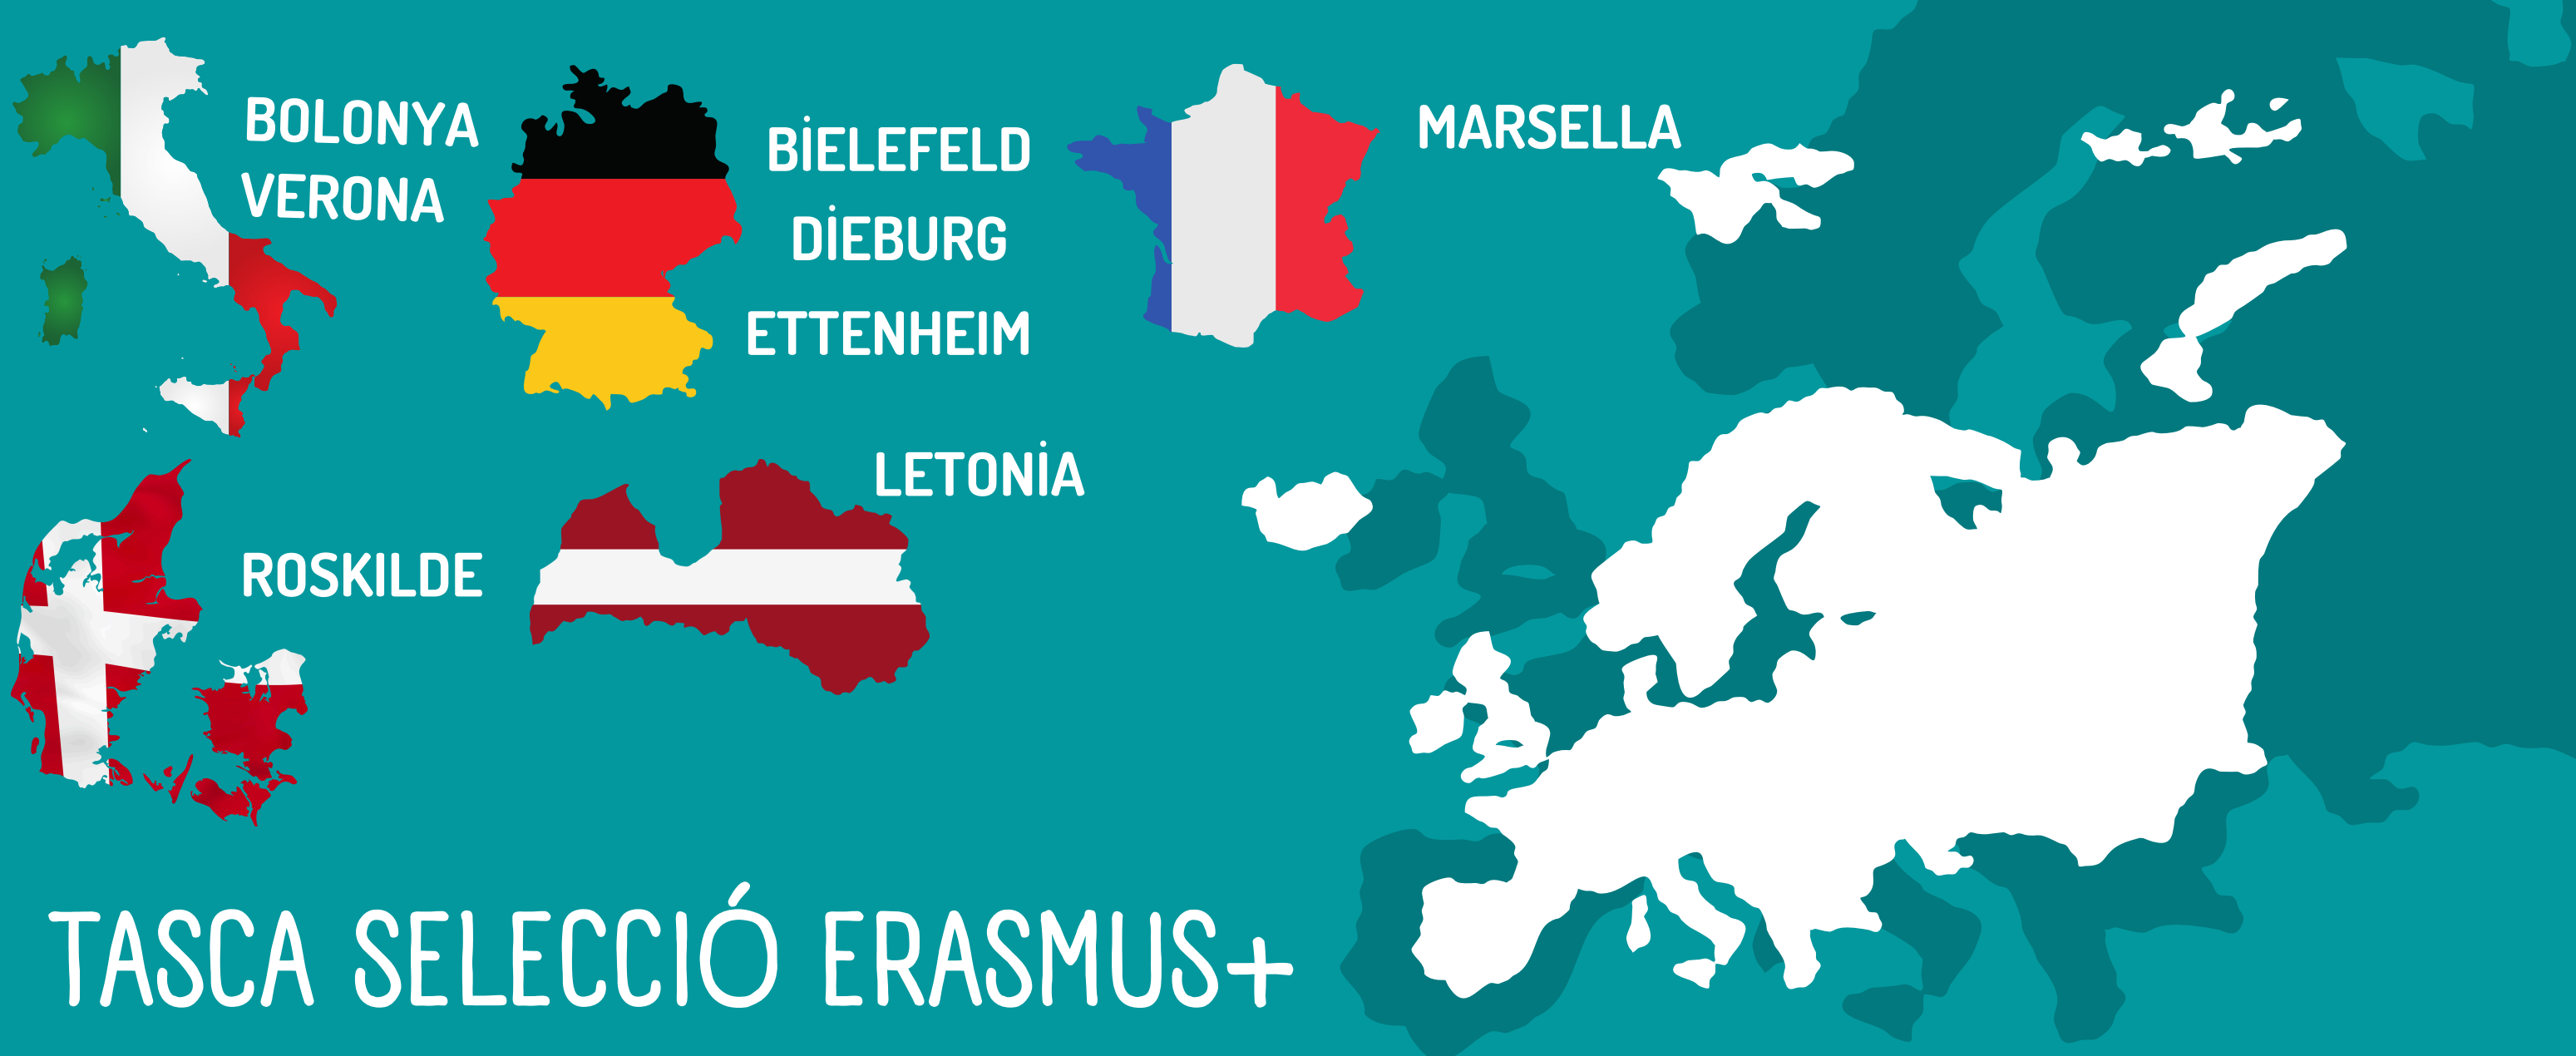 BOLONYA
VERONA
BİELEFELD
DİEBURG
ETTENHEIM
MARSELLA
ROSKILDE
LETONİA
TASCA SELECCIÓ ERASMUS+